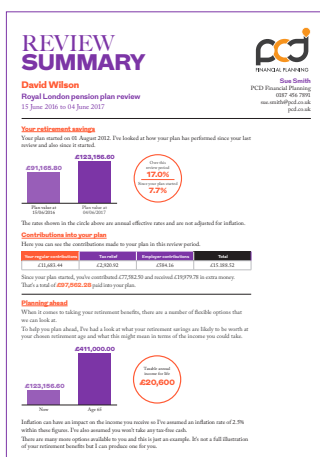 REVIEW
SUMMARY
pcd
FINANCIAL PLANNING
David Wilson
Royal London pension plan review
15 June 2016 to 04 June 2017
Sue Smith
PCD Financial Planning
0187 456 7891
sue.smith@pcd.co.uk
pcd.co.uk
Your retirement savings
Your plan started on 01 August 2012. I've looked at how your plan has performed since your last
review and also since it started.
£91,165.80
£123,156.60
Plan value at
15/06/2016
Plan value at
04/06/2017
Over this
review period
17.0%
Since your plan started
7.7%
The rates shown in the circle above are annual effective rates and are not adjusted for inflation.
Contributions into your plan
Here you can see the contributions made to your plan in this review period.
Your regular contributions
Tax relief
Employer contributions
Total
£11,683.44
£2,920.92
£584.16
£15,188.52
Since your plan started, you've contributed £77,582.50 and received £19,979.78 in extra money.
That's a total of £97,562.28 paid into your plan.
Planning ahead
When it comes to taking your retirement benefits, there are a number of flexible options that
we can look at.
To help you plan ahead, I've had a look at what your retirement savings are likely to be worth at
your chosen retirement age and what this might mean in terms of the income you could take.
£123,156.60
£411,000.00
Now
Age 65
Taxable annual
income for life
£20,600
Inflation can have an impact on the income you receive so I've assumed an inflation rate of 2.5%
within these figures. I've also assumed you won't take any tax-free cash.
There are many more options available to you and this is just an example. It's not a full illustration
of your retirement benefits but I can produce one for you.